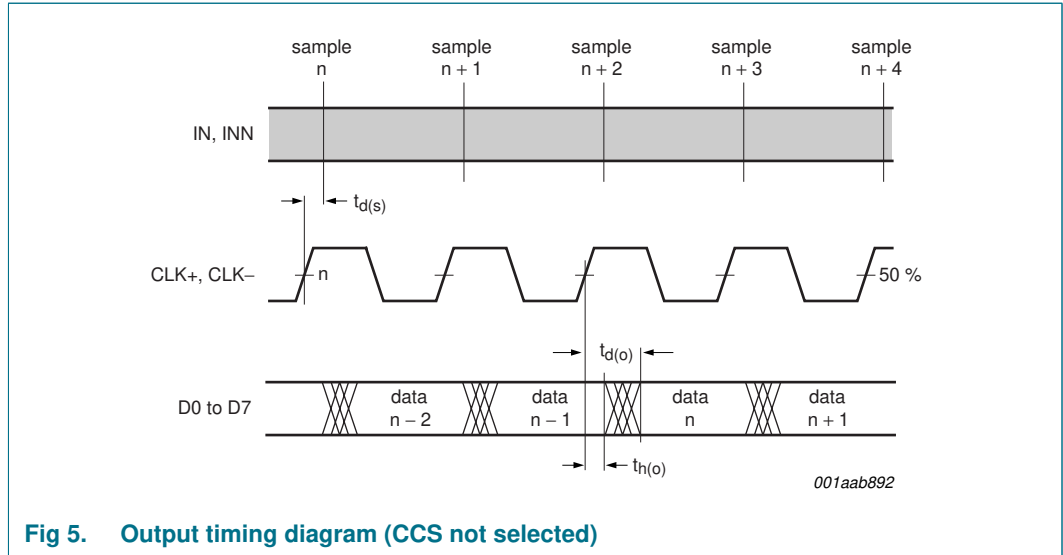 sample sample sample sample sample
n n + 1 n + 2 n + 3 n + 4
IN, INN
td(s)
CLK+, CLK− n 50 %
td(o)
D0 to D7 data data data data
n − 2 n − 1 n n + 1
th(o)
001aab892
Fig 5. Output timing diagram (CCS not selected)